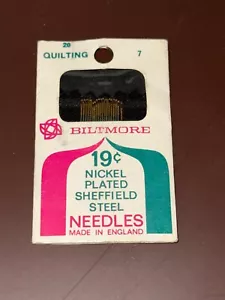 20
QUILTING 7
BILTMORE
19¢
NICKEL
PLATED
SHEFFIELD
STEEL
NEEDLES
MADE IN ENGLAND